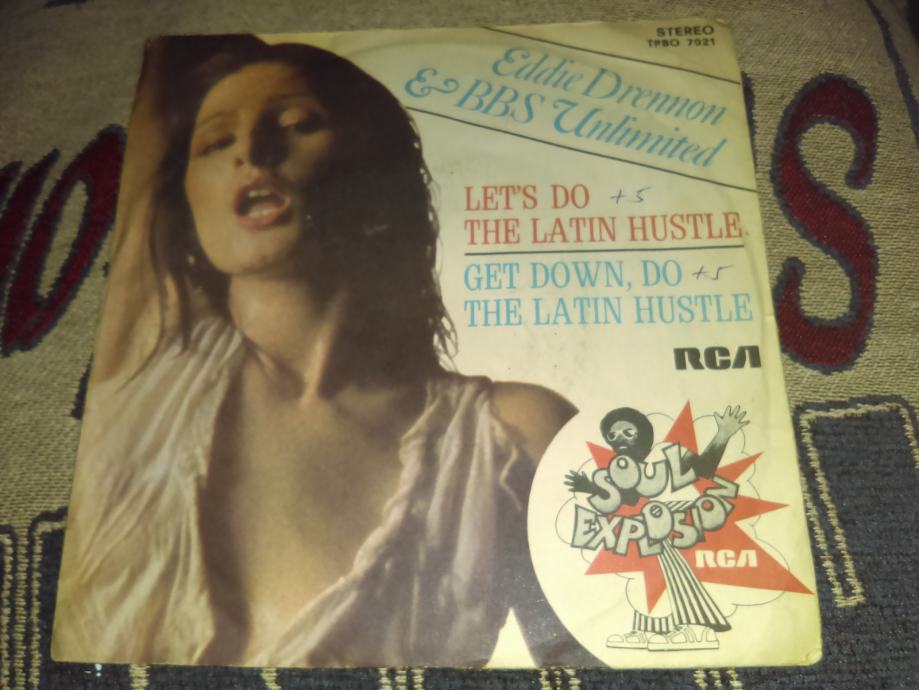 STEREO
TPBO 7021
Eddie Drennon
& BBS Unlimited
LET'S DO +5
THE LATIN HUSTLE
GET DOWN, DO +5
THE LATIN HUSTLE
RCA
SOUL
EXPLOSION
RCA